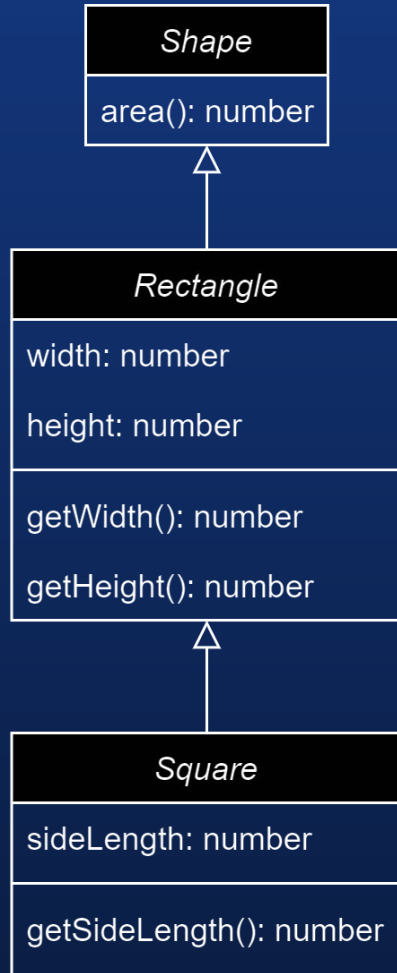 Shape
area(): number
Rectangle
width: number
height: number
getWidth(): number
getHeight(): number
Square
sideLength: number
getSideLength(): number